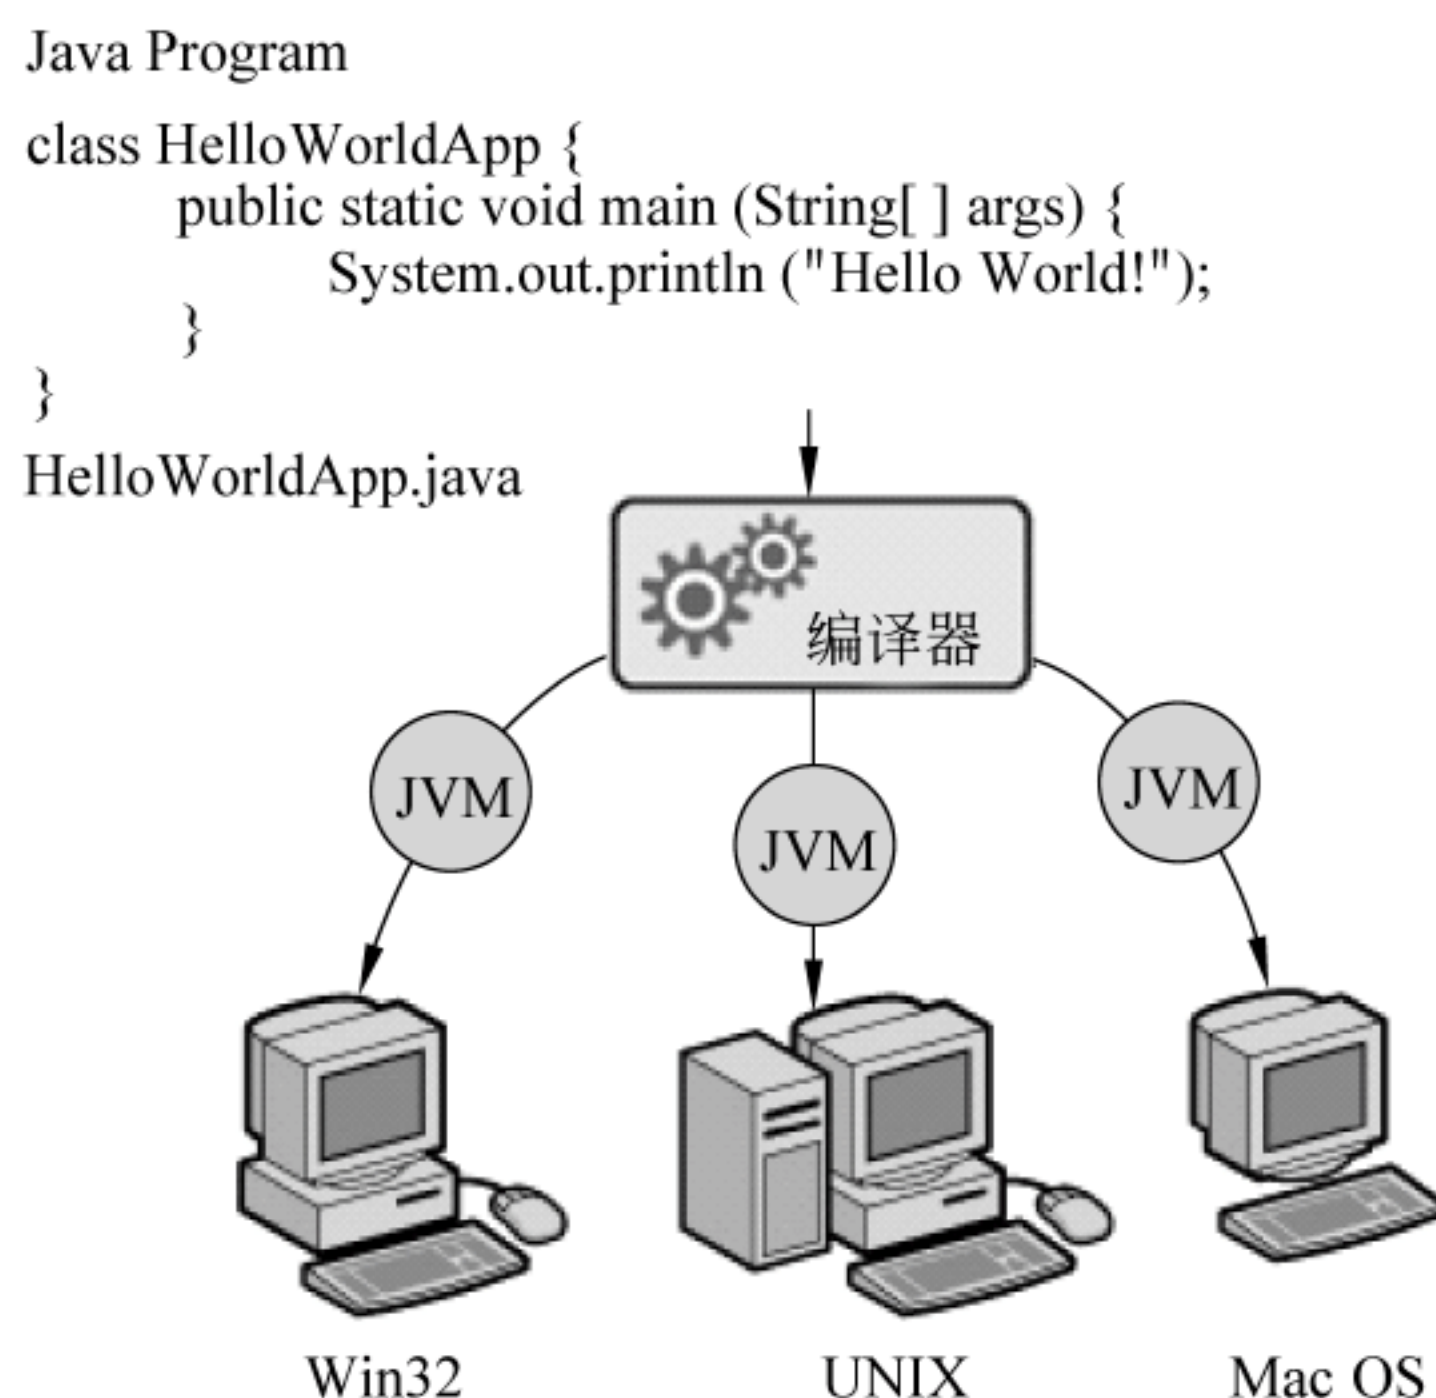 Java Program
class HelloWorldApp {
public static void main (String[ ] args) {
System.out.println ("Hello World!");
}
}
HelloWorldApp.java
编译器
JVM
JVM
JVM
Win32
UNIX
Mac OS